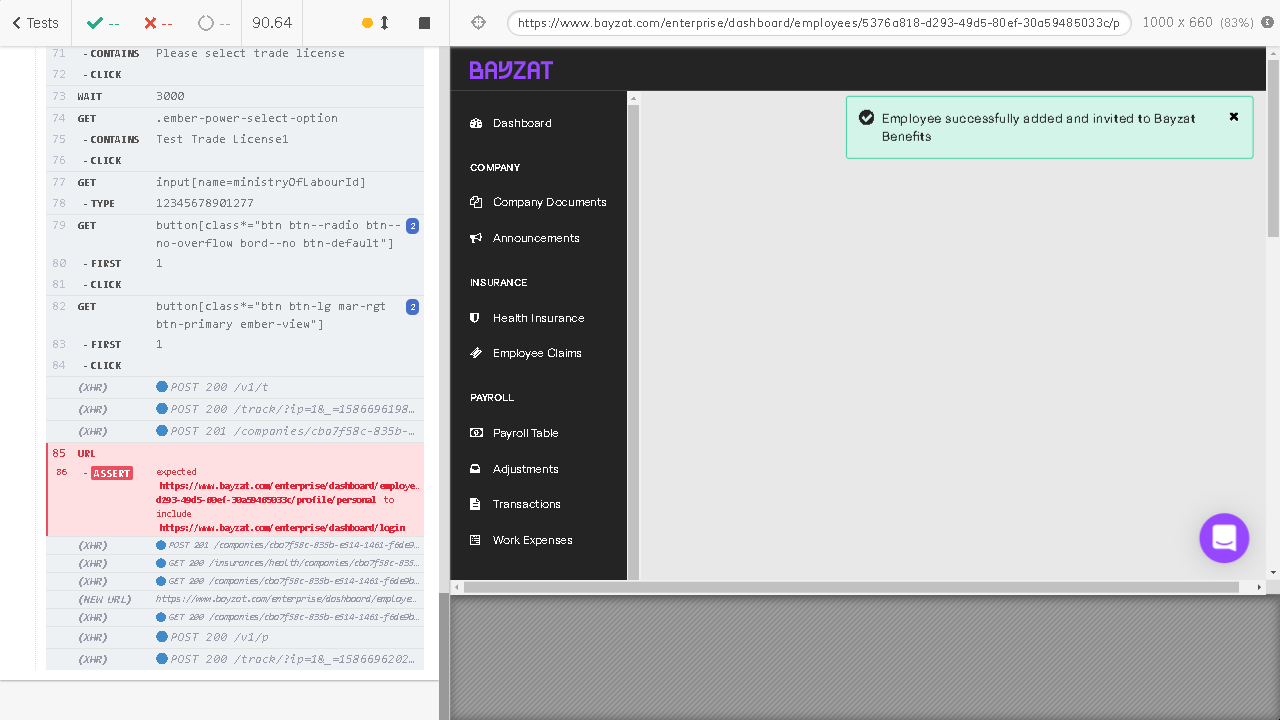 Tests
--
--
--
90.64
https://www.bayzat.com/enterprise/dashboard/employees/5376a818-d293-49d5-80ef-30a59485033c/p
1000 x 660 (83%)
71 -CONTAINS Please select trade license
72 -CLICK
73 WAIT 3000
74 GET .ember-power-select-option
75 -CONTAINS Test Trade License1
76 -CLICK
77 GET input[name=ministryOfLabourId]
78 -TYPE 12345678901277
79 GET button[class*="btn btn--radio btn-- 2
no-overflow bord--no btn-default"]
80 -FIRST 1
81 -CLICK
82 GET button[class*="btn btn-lg mar-rgt 2
btn-primary ember-view"]
83 -FIRST 1
84 -CLICK
(XHR) POST 200 /v1/t
(XHR) POST 200 /track/?ip=1&_=1586696198...
(XHR) POST 201 /companies/cba7f58c-835b-...
85 URL
86 -ASSERT expected
https://www.bayzat.com/enterprise/dashboard/employe...
d293-49d5-80ef-30a59485033c/profile/personal to
include
https://www.bayzat.com/enterprise/dashboard/login
(XHR) POST 201 /companies/cba7f58c-835b-e514-1461-f6de9...
(XHR) GET 200 /insurances/health/companies/cba7f58c-835...
(XHR) GET 200 /companies/cba7f58c-835b-e514-1461-f6de9b...
(NEW URL) https://www.bayzat.com/enterprise/dashboard/employe...
(XHR) GET 200 /companies/cba7f58c-835b-e514-1461-f6de9b...
(XHR) POST 200 /v1/p
(XHR) POST 200 /track/?ip=1&_=1586696202...
BAYZAT
Dashboard
COMPANY
Company Documents
Announcements
INSURANCE
Health Insurance
Employee Claims
PAYROLL
Payroll Table
Adjustments
Transactions
Work Expenses
Employee successfully added and invited to Bayzat
Benefits